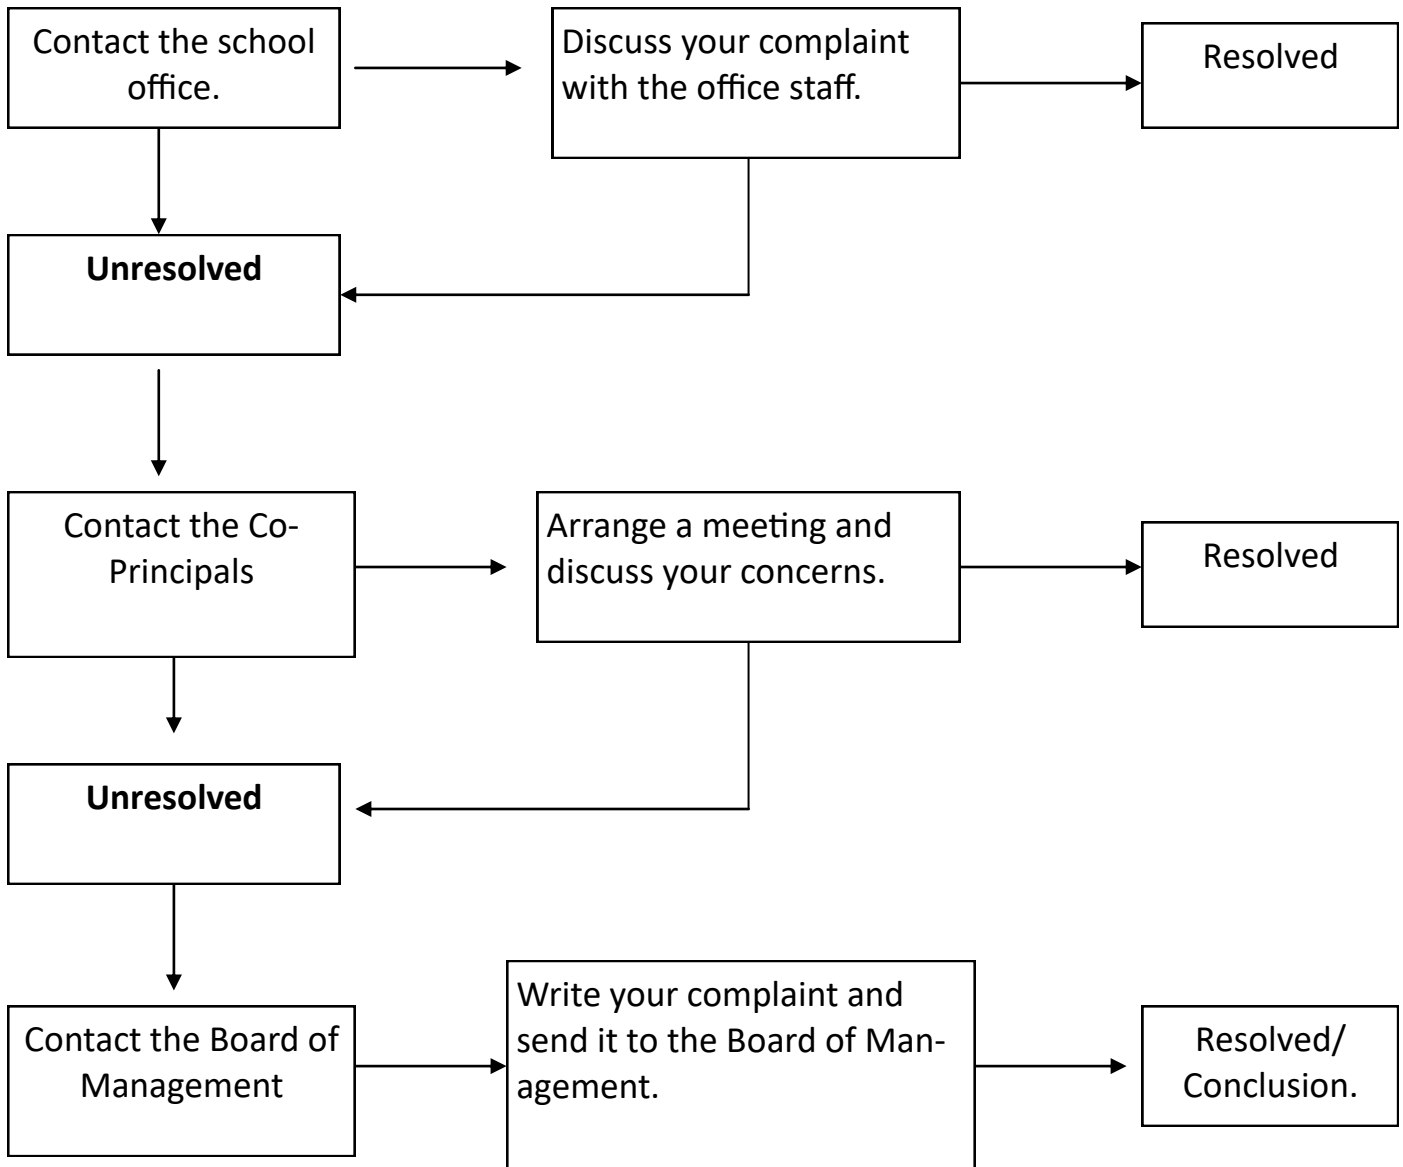 Contact the school
office.
Discuss your complaint
with the office staff.
Resolved
Unresolved
Contact the Co-
Principals
Arrange a meeting and
discuss your concerns.
Resolved
Unresolved
Contact the Board of
Management
Write your complaint and
send it to the Board of Man-
agement.
Resolved/
Conclusion.